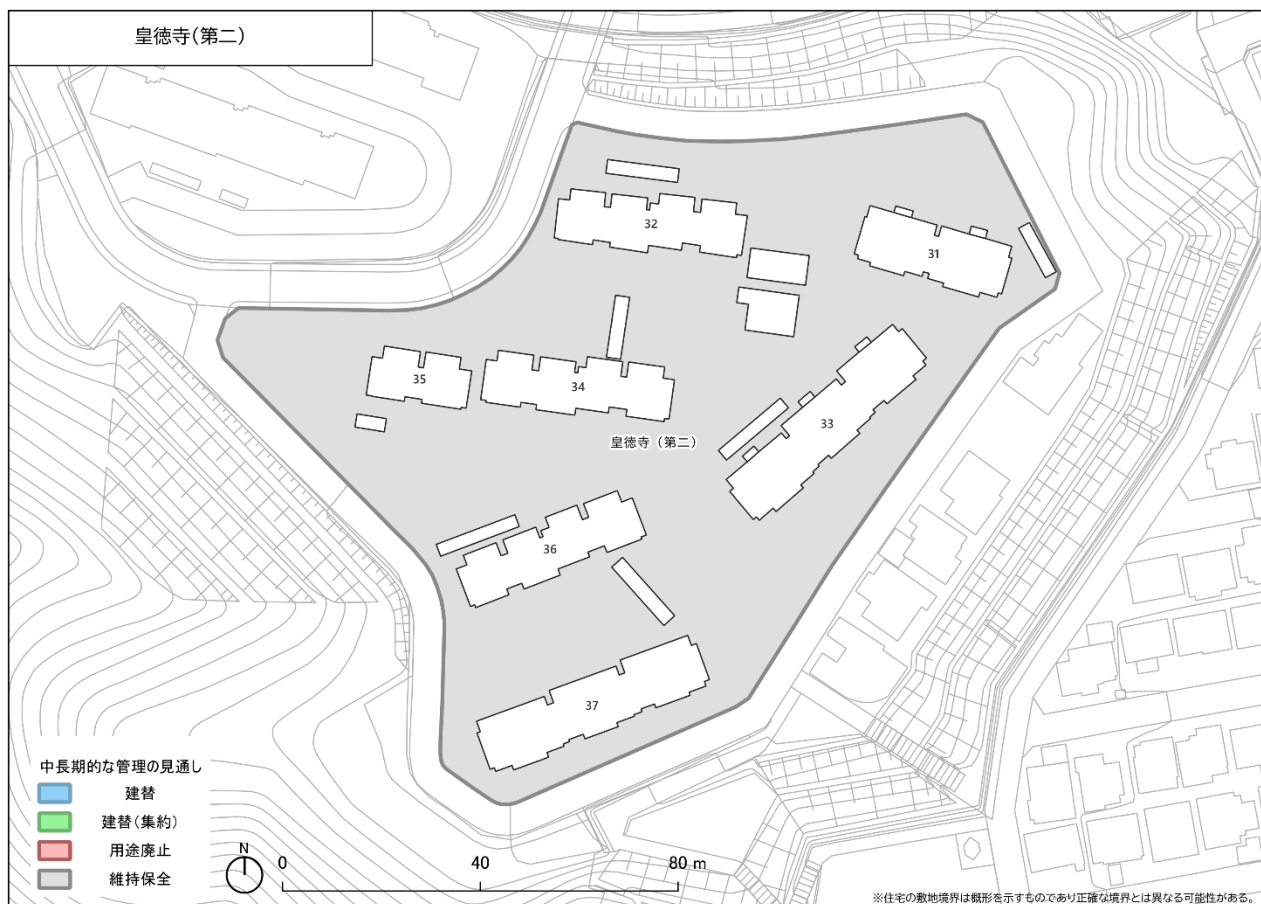 皇徳寺(第二)
32
31
35
34
33
皇徳寺（第二）
36
37
中長期的な管理の見通し
建替
建替(集約)
用途廃止
維持保全
N
0 40 80 m
※住宅の敷地境界は概形を示すものであり正確な境界とは異なる可能性がある。